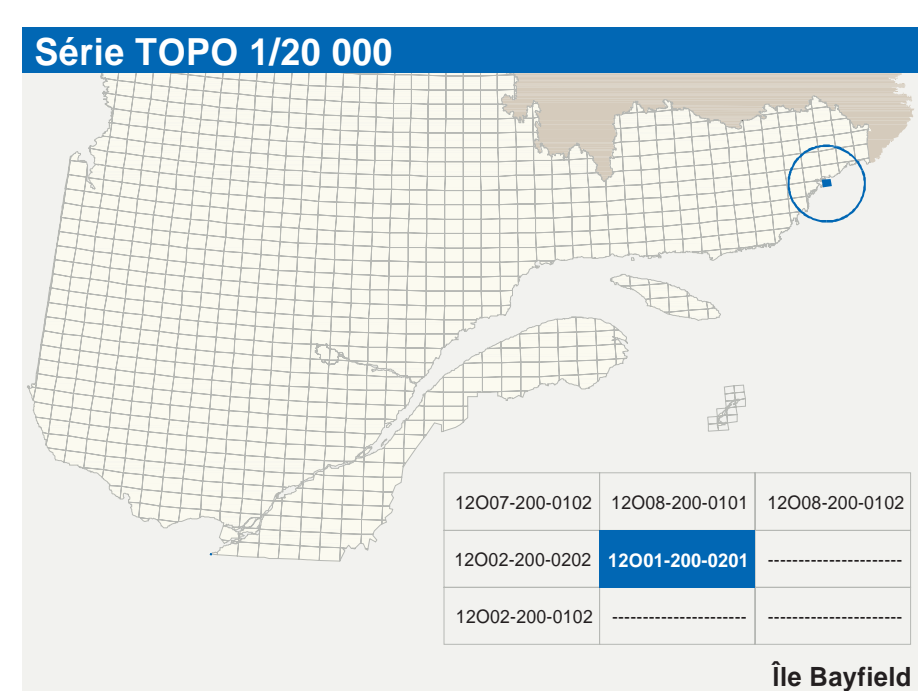 Série TOPO 1/20 000
12O07-200-0102 12O08-200-0101 12O08-200-0102
12O02-200-0202 12O01-200-0201 ----------------------
12O02-200-0102 ---------------------- ----------------------
Île Bayfield